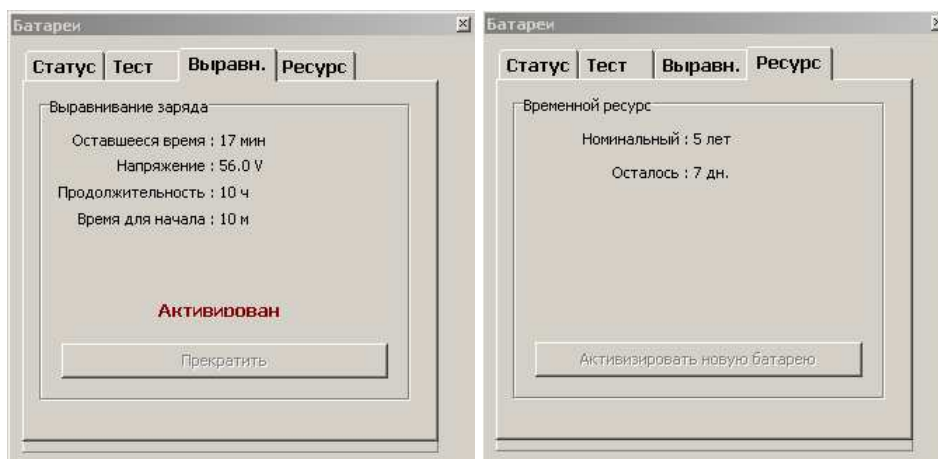 Батареи
Статус Тест Выравн. Ресурс
Выравнивание заряда
Оставшееся время : 17 мин
Напряжение : 56.0 V
Продолжительность : 10 ч
Время для начала : 10 м
Активирован
Прекратить
Батареи
Статус Тест Выравн. Ресурс
Временной ресурс
Номинальный : 5 лет
Осталось : 7 дн.
Активизировать новую батарею